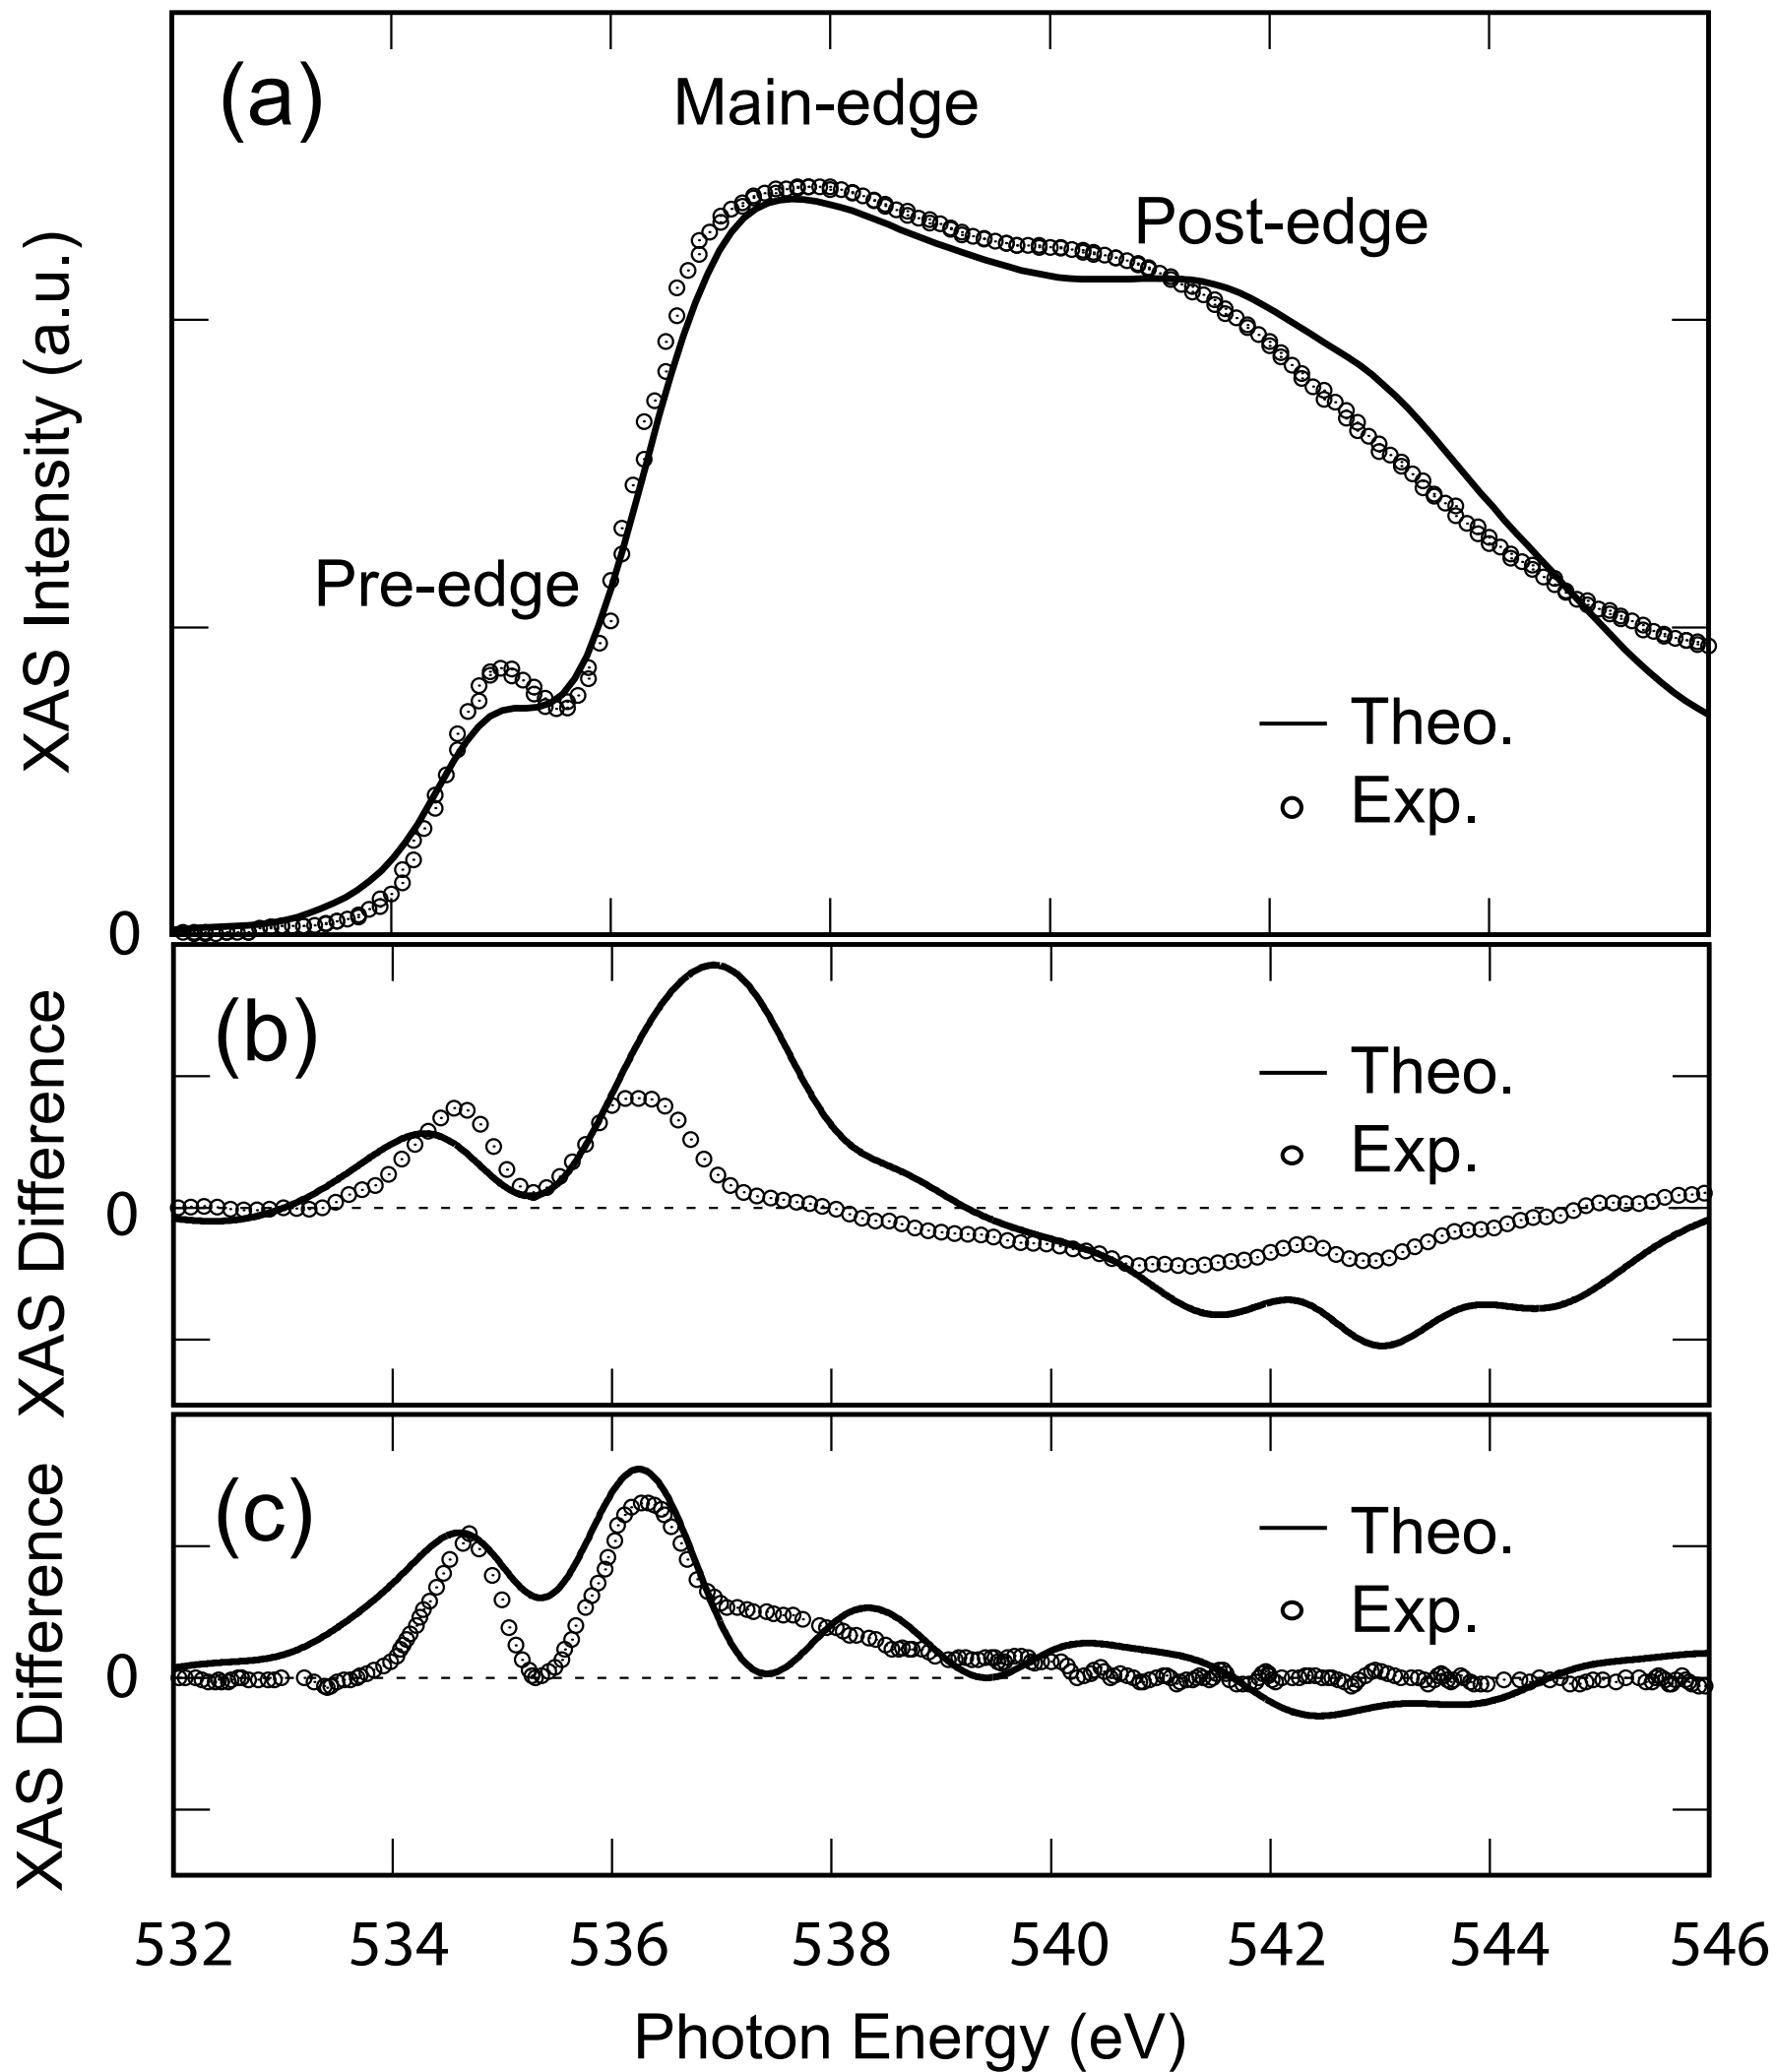 (a)
Main-edge
Post-edge
Pre-edge
XAS Intensity (a.u.)
Theo.
Exp.
0
(b)
XAS Difference
Theo.
Exp.
0
(c)
XAS Difference
Theo.
Exp.
0
532 534 536 538 540 542 544 546
Photon Energy (eV)